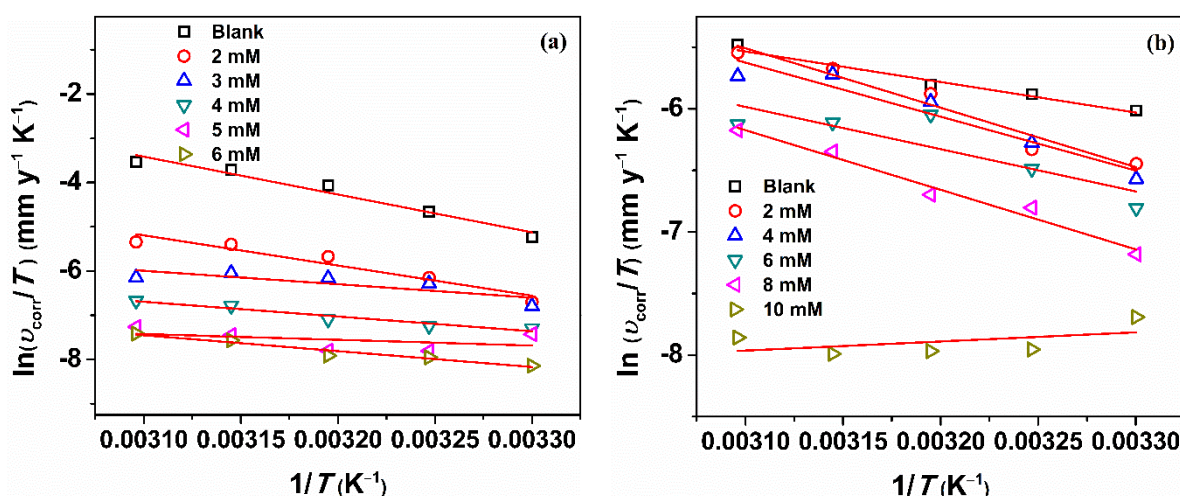 (a)
Blank
2 mM
3 mM
4 mM
5 mM
6 mM
-2
-4
-6
-8
ln(υcorr/T) (mm y⁻¹ K⁻¹)
0.00310 0.00315 0.00320 0.00325 0.00330
1/T (K⁻¹)
(b)
Blank
2 mM
4 mM
6 mM
8 mM
10 mM
-6
-7
-8
ln (υcorr/T) (mm y⁻¹ K⁻¹)
0.00310 0.00315 0.00320 0.00325 0.00330
1/T (K⁻¹)